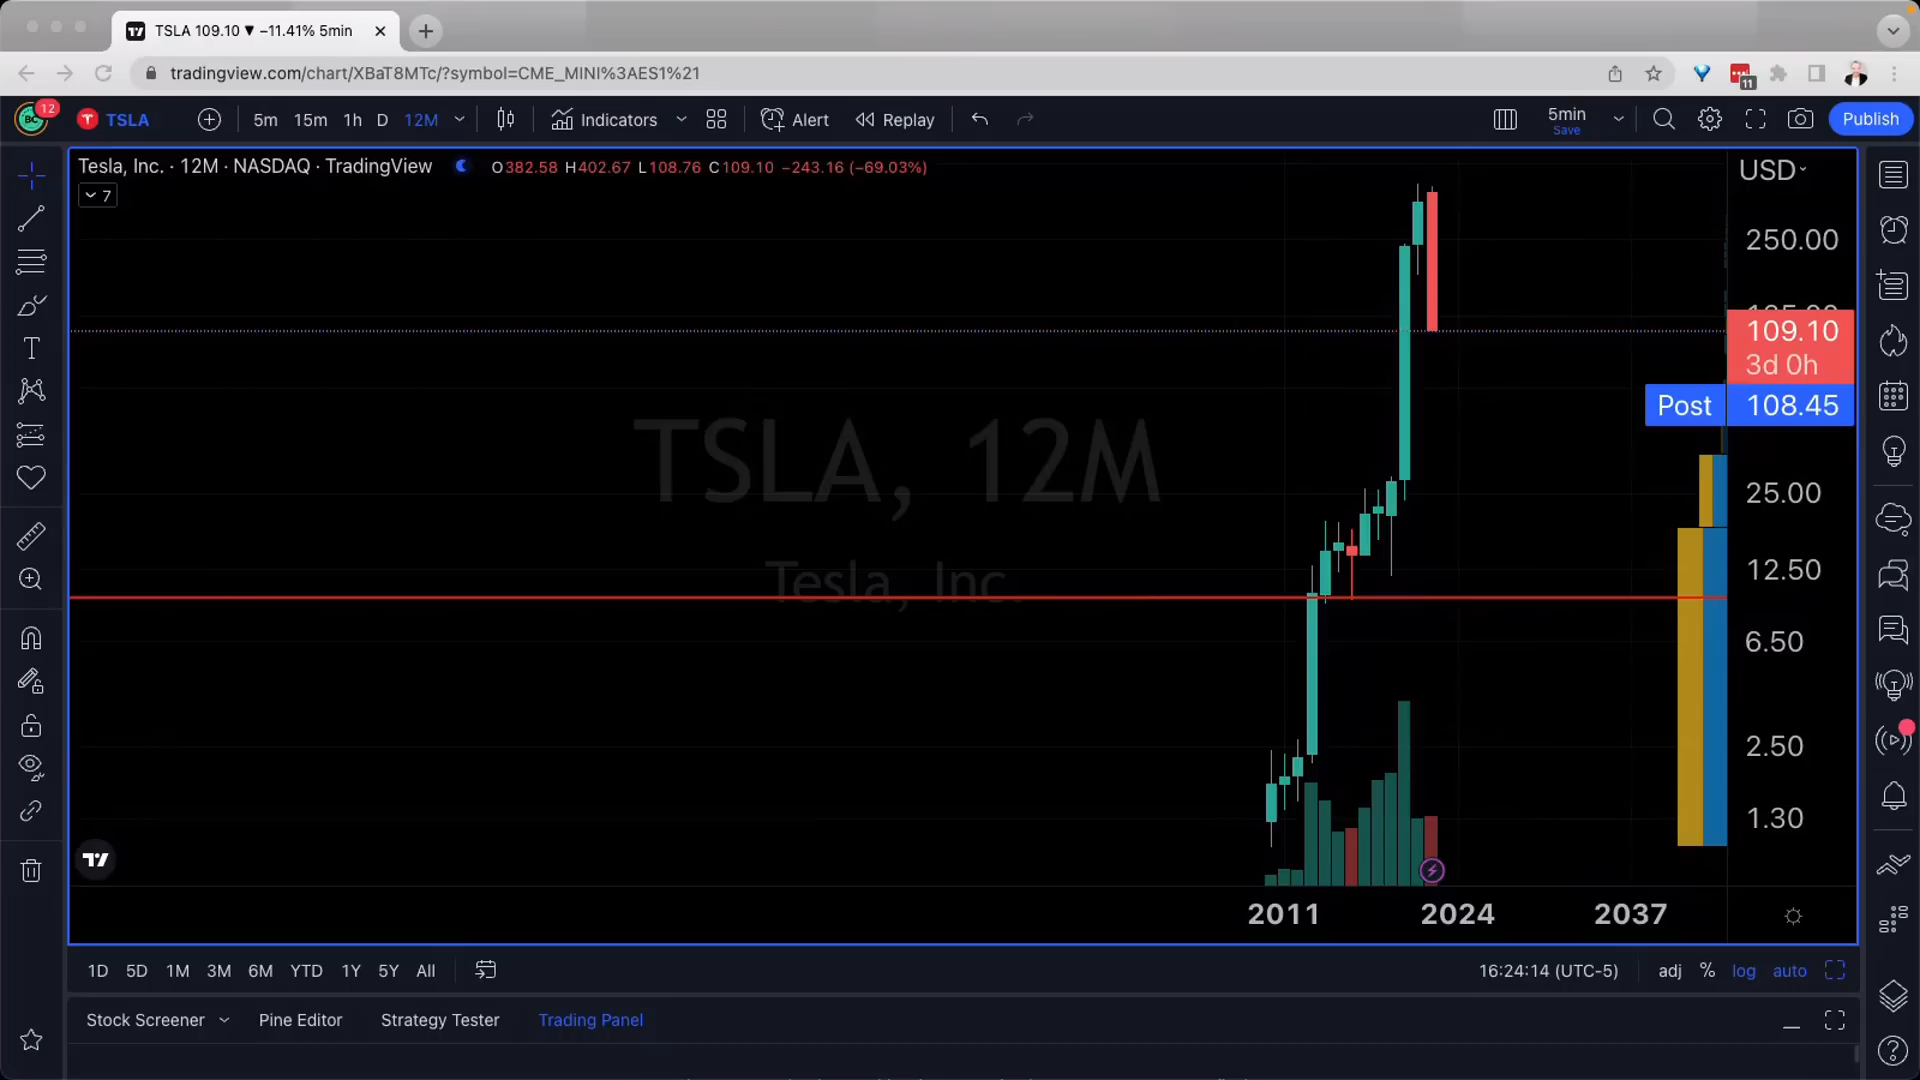 TSLA 109.10 ▼ −11.41% 5min
tradingview.com/chart/XBaT8MTc/?symbol=CME_MINI%3AES1%21
11
12
TSLA
5m 15m 1h D 12M
Indicators
Alert
Replay
5min
Save
Publish
Tesla, Inc. · 12M · NASDAQ · TradingView
O382.58 H402.67 L108.76 C109.10 −243.16 (−69.03%)
7
USD
250.00
109.10
3d 0h
Post 108.45
TSLA, 12M
Tesla, Inc.
25.00
12.50
6.50
2.50
1.30
2011 2024 2037
1D 5D 1M 3M 6M YTD 1Y 5Y All
16:24:14 (UTC-5)
adj % log auto
Stock Screener
Pine Editor
Strategy Tester
Trading Panel